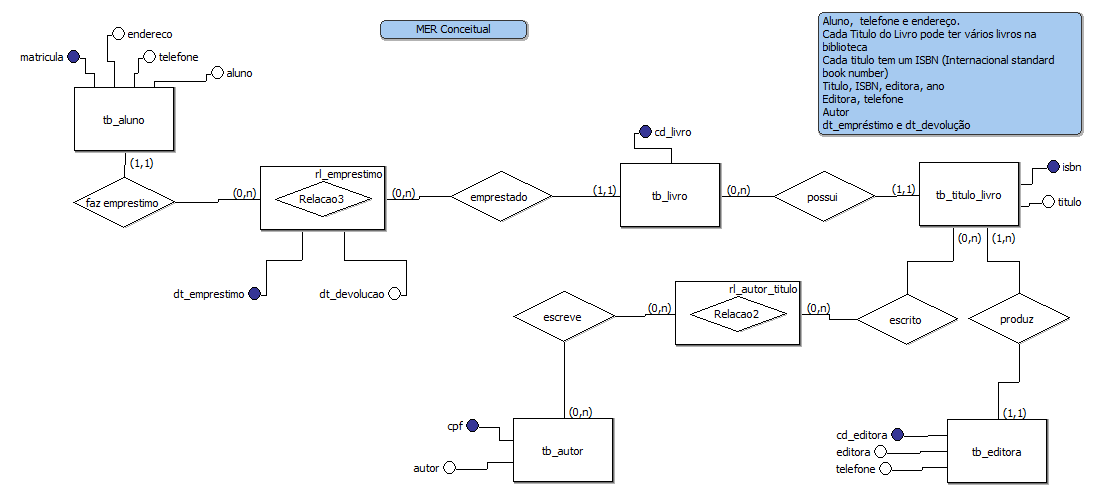 MER Conceitual
Aluno, telefone e endereço.
Cada Titulo do Livro pode ter vários livros na
biblioteca
Cada titulo tem um ISBN (Internacional standard
book number)
Titulo, ISBN, editora, ano
Editora, telefone
Autor
dt_empréstimo e dt_devolução
endereco
matricula
telefone
aluno
tb_aluno
(1,1)
faz emprestimo
(0,n)
rl_emprestimo
Relacao3
(0,n)
emprestado
(1,1)
cd_livro
tb_livro
(0,n)
possui
(1,1)
tb_titulo_livro
isbn
titulo
(0,n)
(1,n)
dt_emprestimo
dt_devolucao
escreve
(0,n)
rl_autor_titulo
Relacao2
(0,n)
escrito
produz
(0,n)
(1,1)
cpf
autor
tb_autor
cd_editora
editora
telefone
tb_editora